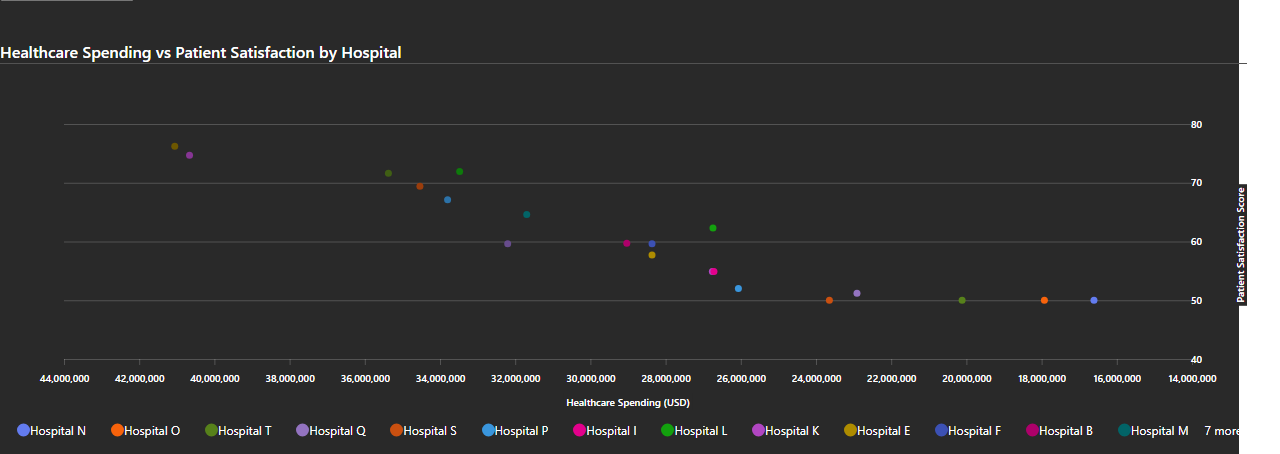 Healthcare Spending vs Patient Satisfaction by Hospital
80
70
60
50
40
Patient Satisfaction Score
44,000,000 42,000,000 40,000,000 38,000,000 36,000,000 34,000,000 32,000,000 30,000,000 28,000,000 26,000,000 24,000,000 22,000,000 20,000,000 18,000,000 16,000,000 14,000,000
Healthcare Spending (USD)
Hospital N Hospital O Hospital T Hospital Q Hospital S Hospital P Hospital I Hospital L Hospital K Hospital E Hospital F Hospital B Hospital M 7 more